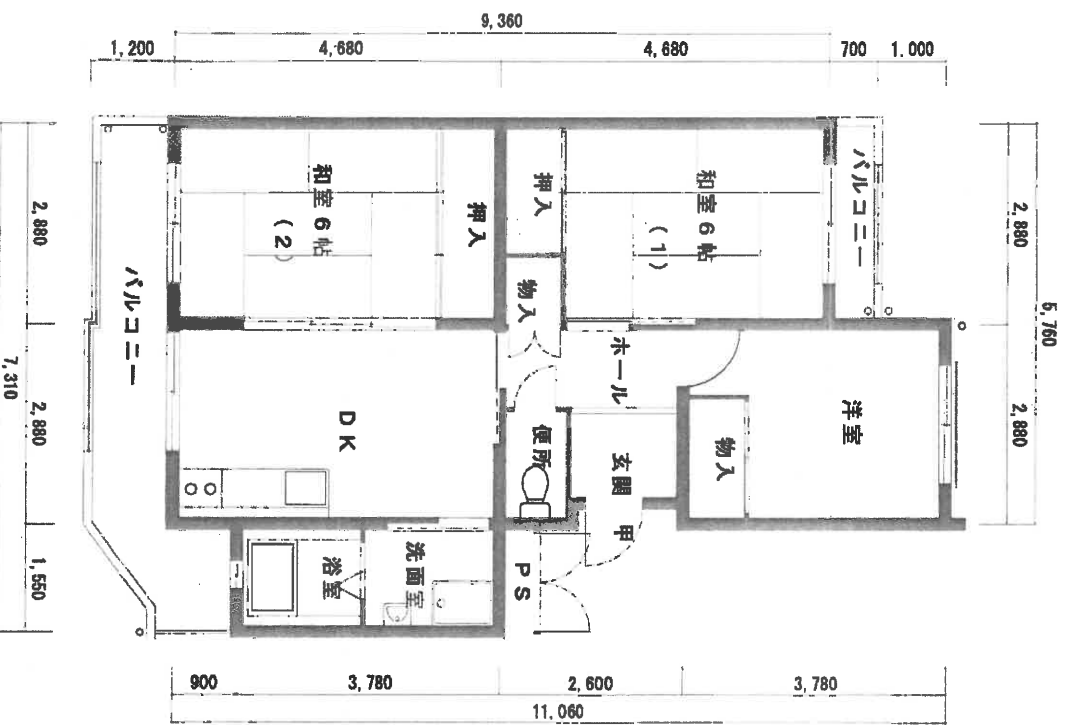 9,360
1,200
4,680
4,680
700
1.000
和室6帖
(2)
押入
押入
和室6帖
(1)
バルコニー
物入
ホール
バルコニー
DK
便所
玄関
甲
物入
洋室
浴室
洗面室
PS
2,880
2,880
1,550
7,310
2,880
2,880
5,760
900
3,780
2,600
3,780
11,060